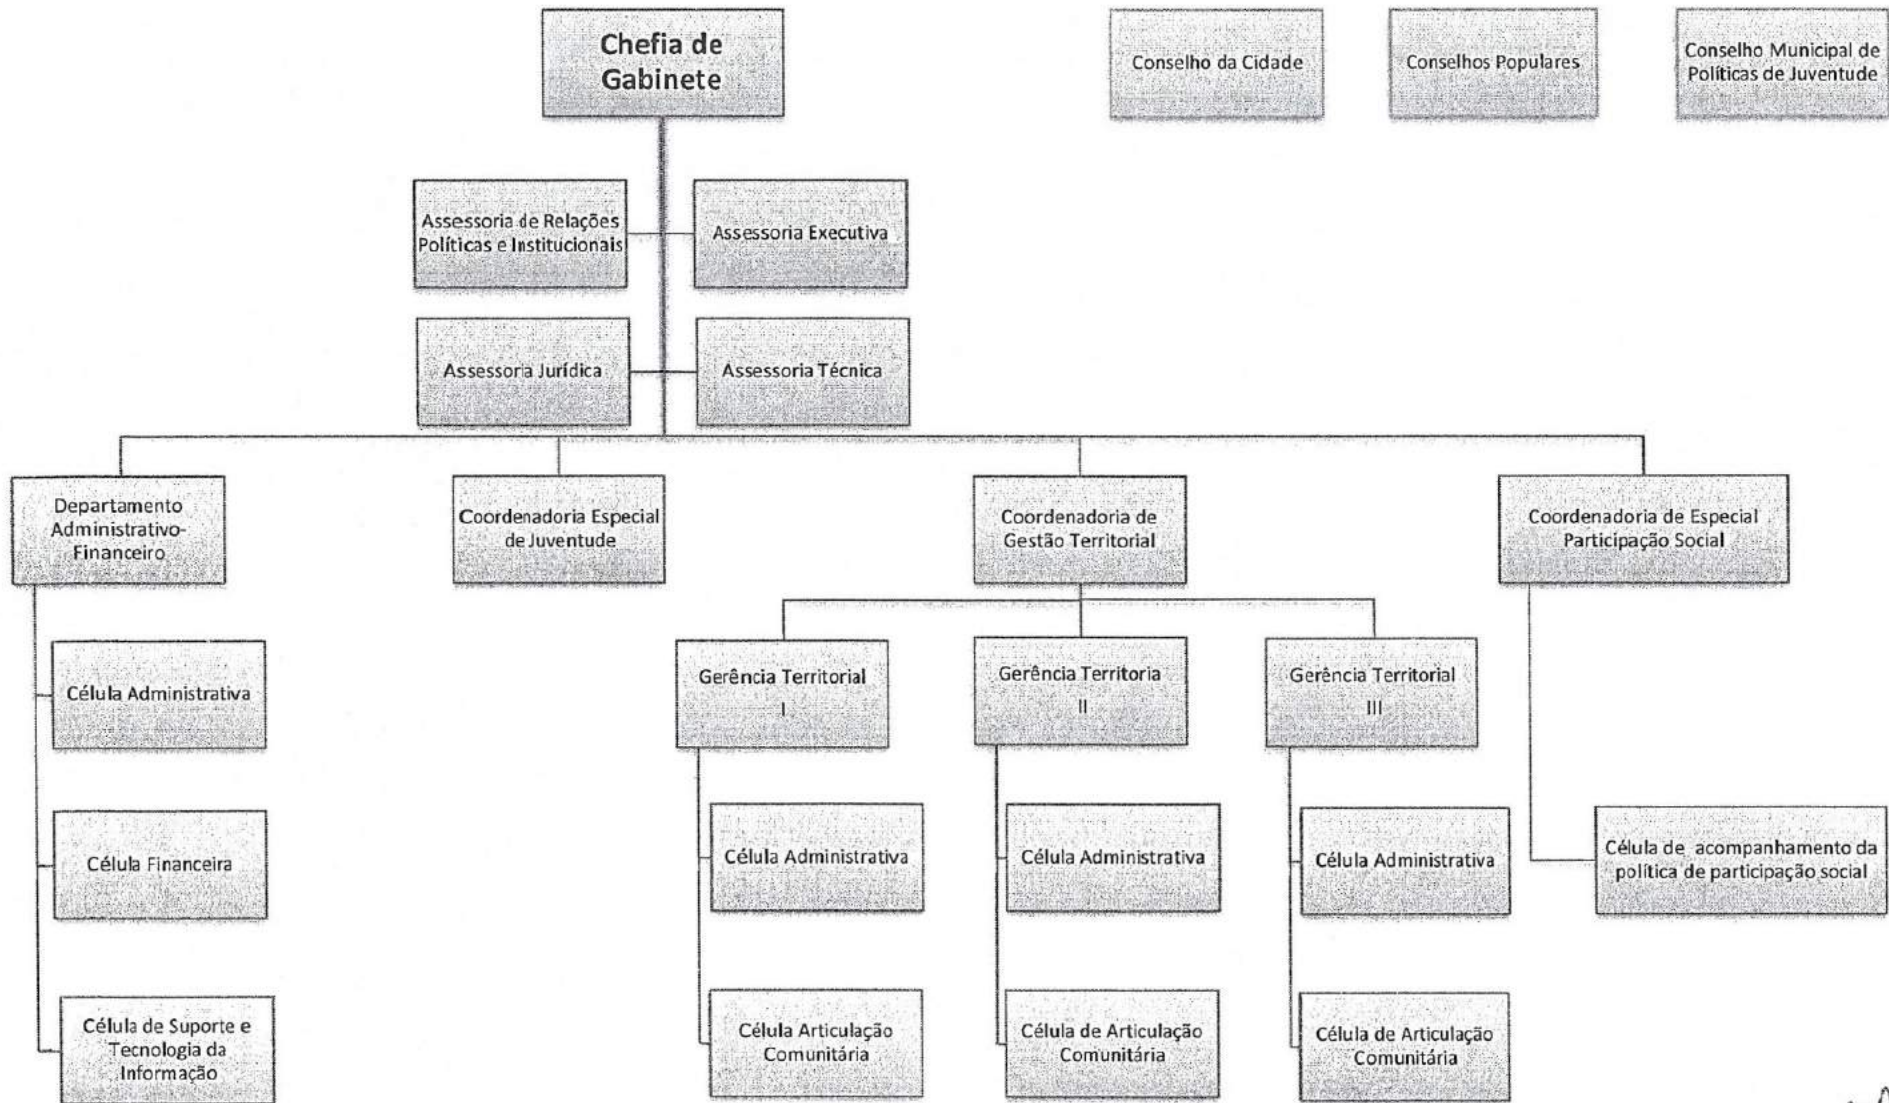 Chefia de
Gabinete
Conselho da Cidade
Conselhos Populares
Conselho Municipal de
Políticas de Juventude
Assessoria de Relações
Políticas e Institucionais
Assessoria Executiva
Assessoria Jurídica
Assessoria Técnica
Departamento
Administrativo-
Financeiro
Coordenadoria Especial
de Juventude
Coordenadoria de
Gestão Territorial
Coordenadoria de Especial
Participação Social
Célula Administrativa
Gerência Territorial
I
Gerência Territoria
II
Gerência Territorial
III
Célula Financeira
Célula Administrativa
Célula Administrativa
Célula Administrativa
Célula de acompanhamento da
política de participação social
Célula de Suporte e
Tecnologia da
Informação
Célula Articulação
Comunitária
Célula de Articulação
Comunitária
Célula de Articulação
Comunitária